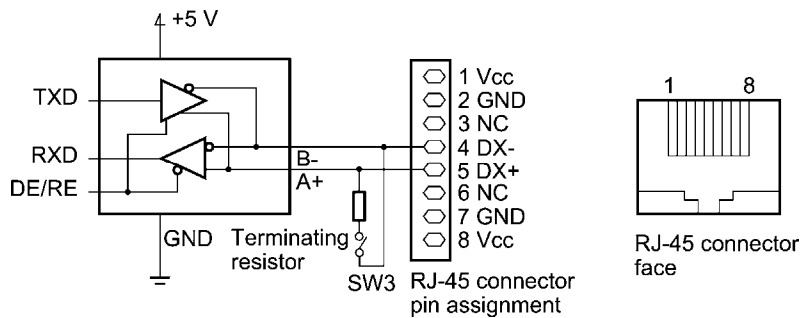 +5 V
TXD
RXD
DE/RE
B-
A+
GND
Terminating
resistor
SW3
1 Vcc
2 GND
3 NC
4 DX-
5 DX+
6 NC
7 GND
8 Vcc
RJ-45 connector
pin assignment
1 8
RJ-45 connector
face